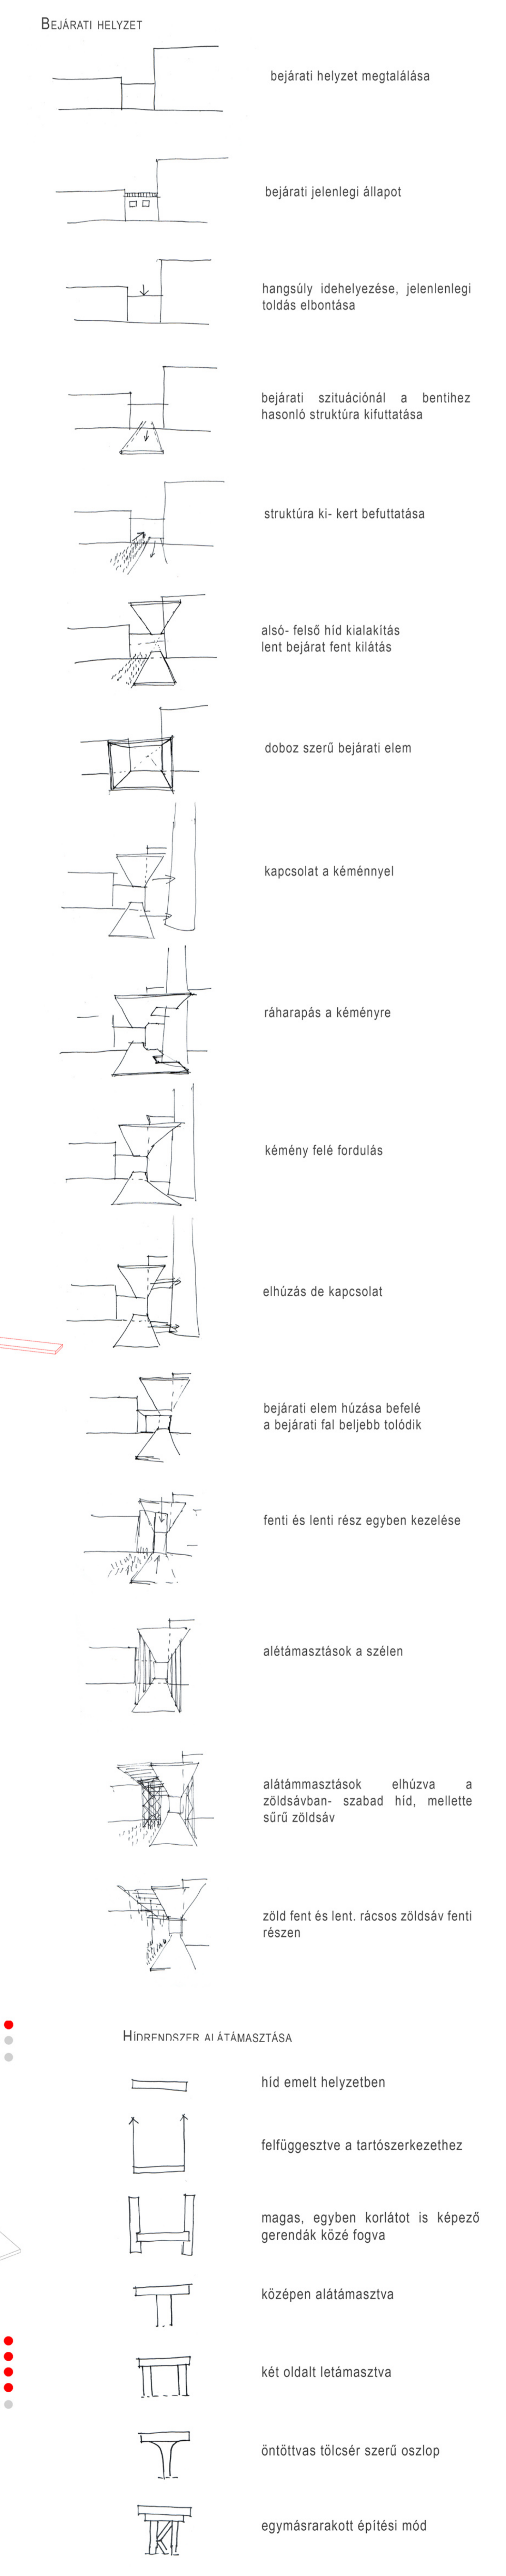 BEJÁRATI HELYZET
bejárati helyzet megtalálása
bejárati jelenlegi állapot
hangsúly idehelyezése, jelenlenlegi
toldás elbontása
bejárati szituációnál a bentihez
hasonló struktúra kifuttatása
struktúra ki- kert befuttatása
alsó- felső híd kialakítás
lent bejárat fent kilátás
doboz szerű bejárati elem
kapcsolat a kéménnyel
ráharapás a kéményre
kémény felé fordulás
elhúzás de kapcsolat
bejárati elem húzása befelé
a bejárati fal beljebb tolódik
fenti és lenti rész egyben kezelése
alétámasztások a szélen
alátámmasztások elhúzva a
zöldsávban- szabad híd, mellette
sűrű zöldsáv
zöld fent és lent. rácsos zöldsáv fenti
részen
HÍDRENDSZER ALÁTÁMASZTÁSA
híd emelt helyzetben
felfüggesztve a tartószerkezethez
magas, egyben korlátot is képező
gerendák közé fogva
középen alátámasztva
két oldalt letámasztva
öntöttvas tölcsér szerű oszlop
egymásrarakott építési mód